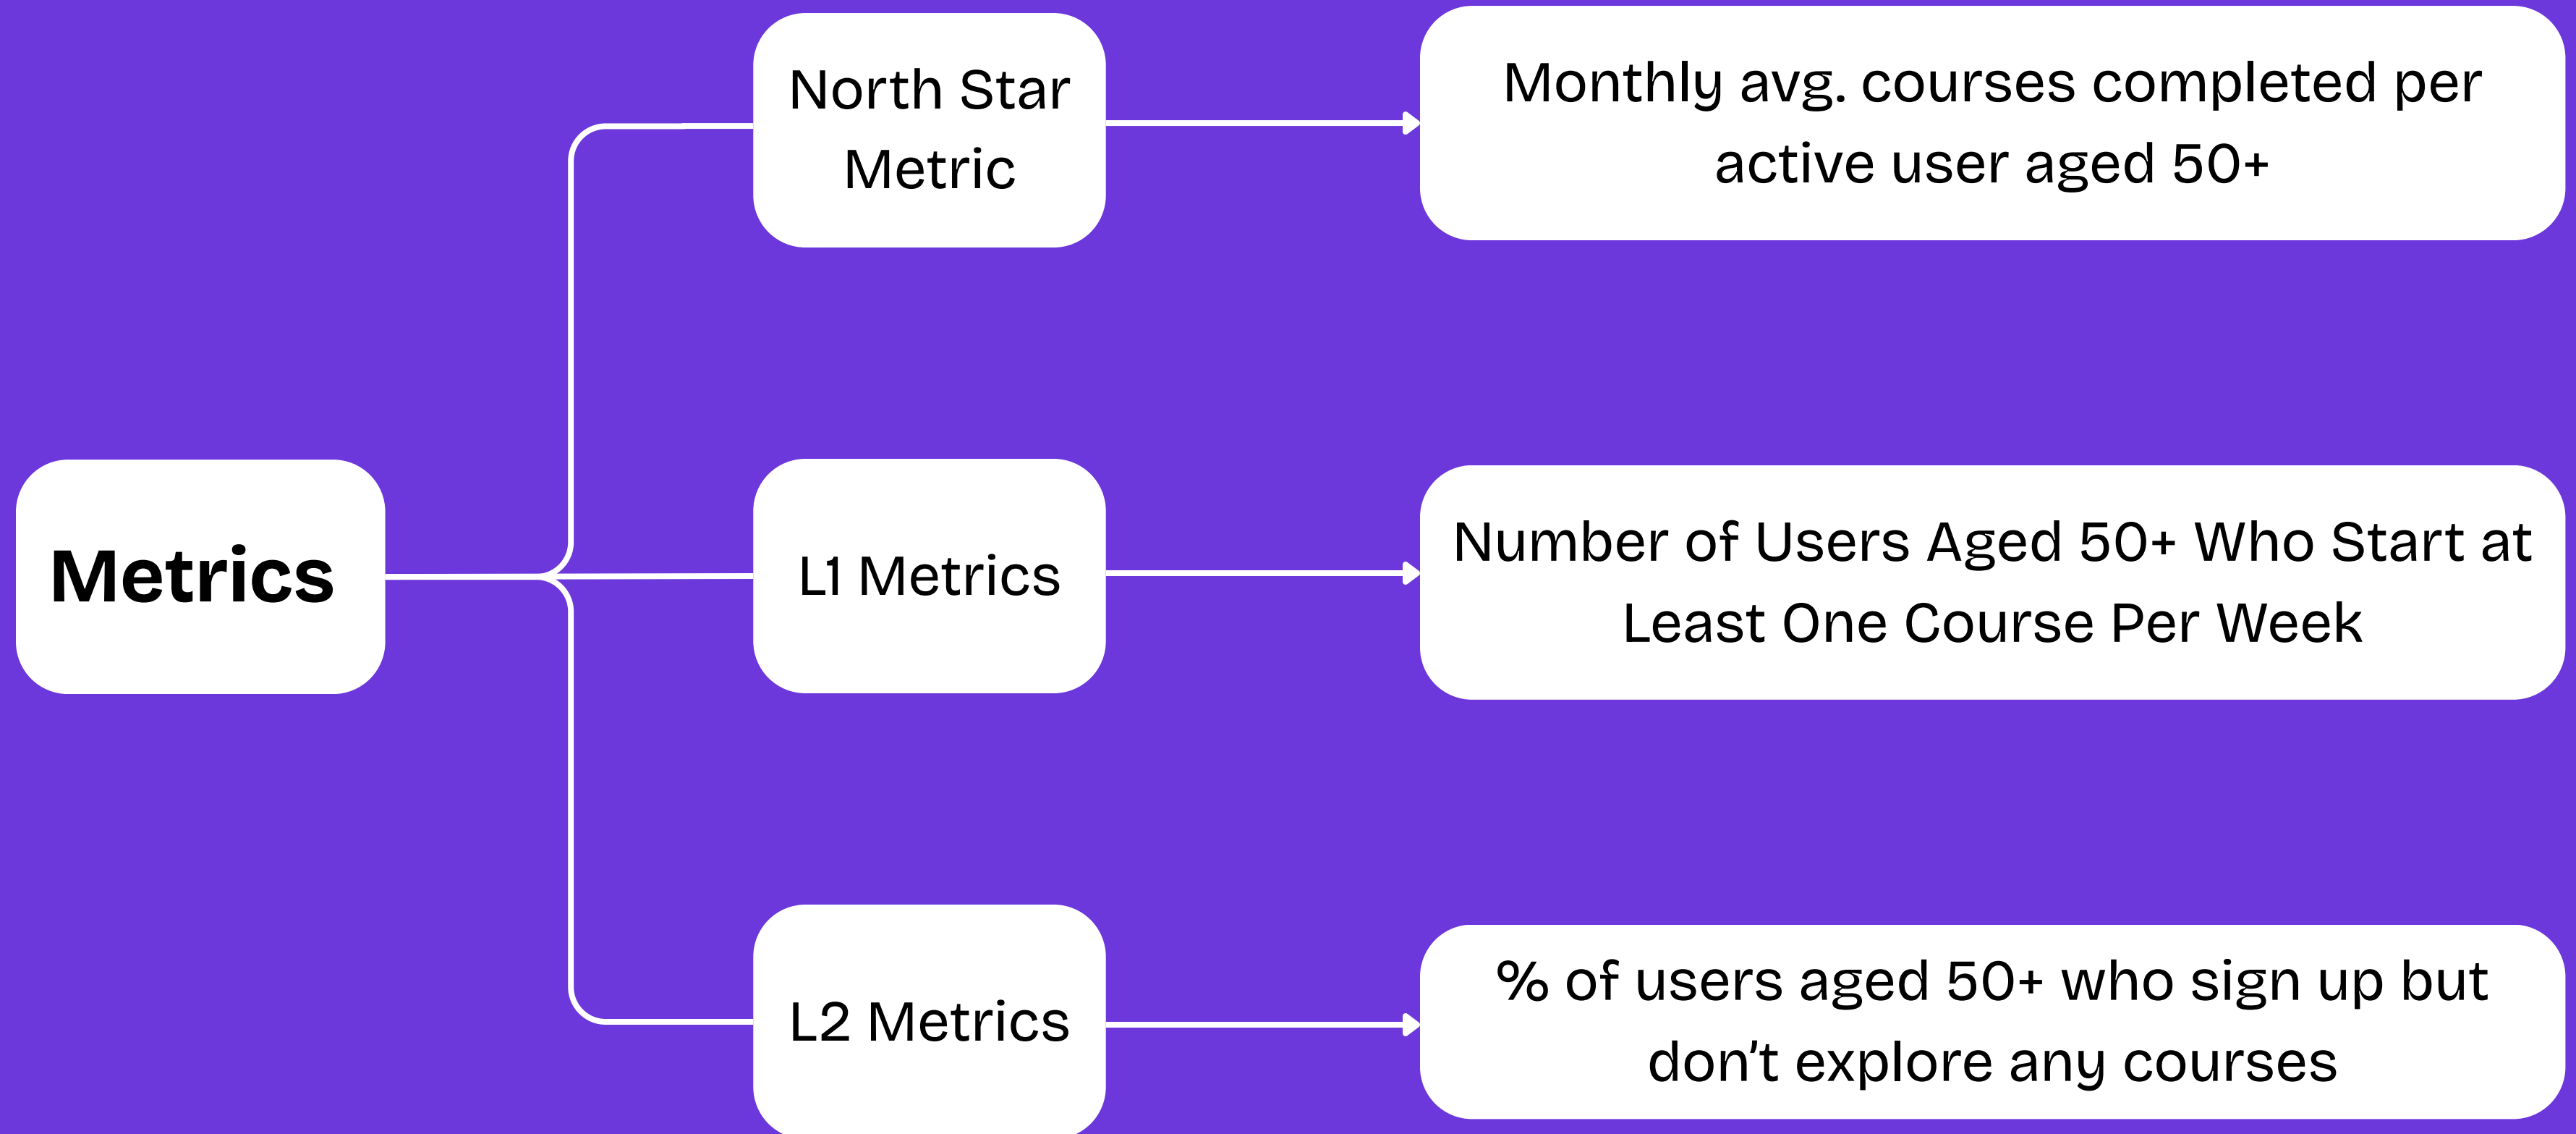 Metrics
North Star
Metric
Monthly avg. courses completed per
active user aged 50+
L1 Metrics
Number of Users Aged 50+ Who Start at
Least One Course Per Week
L2 Metrics
% of users aged 50+ who sign up but
don’t explore any courses